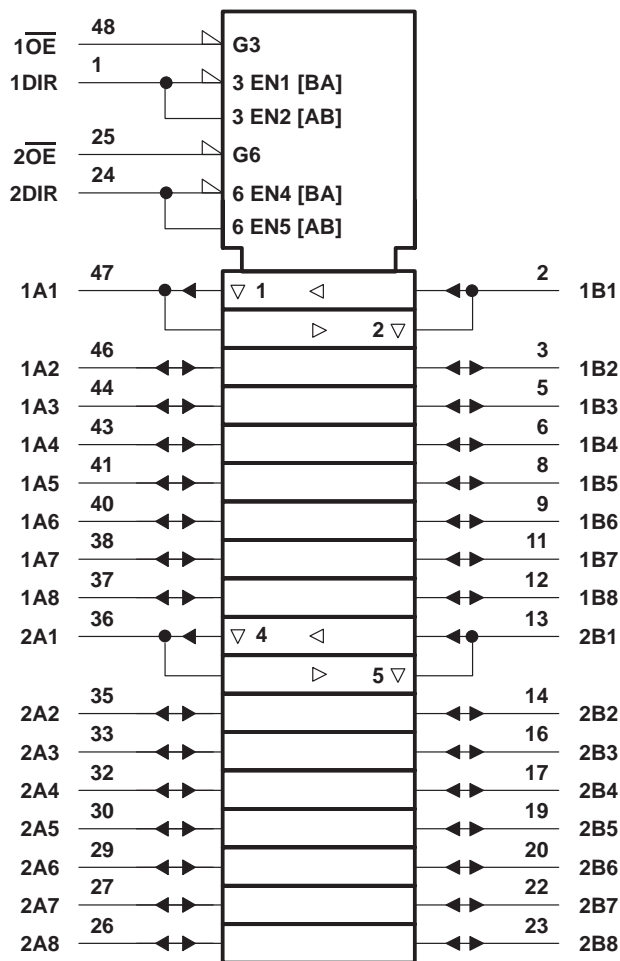 48
1O̅E̅ G3
1
1DIR 3 EN1 [BA]
3 EN2 [AB]
25
2O̅E̅ G6
24
2DIR 6 EN4 [BA]
6 EN5 [AB]
47 2
1A1 ▽ 1 ◁ 1B1
▷ 2 ▽
46 3
1A2 1B2
44 5
1A3 1B3
43 6
1A4 1B4
41 8
1A5 1B5
40 9
1A6 1B6
38 11
1A7 1B7
37 12
1A8 1B8
36 13
2A1 ▽ 4 ◁ 2B1
▷ 5 ▽
35 14
2A2 2B2
33 16
2A3 2B3
32 17
2A4 2B4
30 19
2A5 2B5
29 20
2A6 2B6
27 22
2A7 2B7
26 23
2A8 2B8